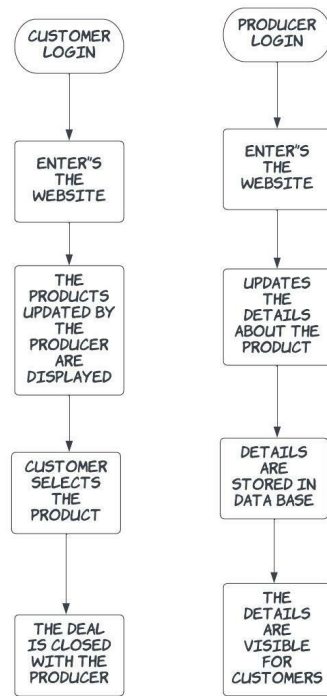 CUSTOMER
LOGIN
ENTER"S
THE
WEBSITE
THE
PRODUCTS
UPDATED BY
THE
PRODUCER
ARE
DISPLAYED
CUSTOMER
SELECTS
THE
PRODUCT
THE DEAL
IS CLOSED
WITH THE
PRODUCER
PRODUCER
LOGIN
ENTER"S
THE
WEBSITE
UPDATES
THE
DETAILS
ABOUT THE
PRODUCT
DETAILS
ARE
STORED IN
DATA BASE
THE
DETAILS
ARE
VISIBLE
FOR
CUSTOMERS